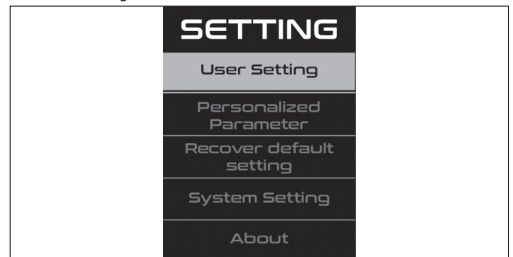 SETTING
User Setting
Personalized
Parameter
Recover default
setting
System Setting
About